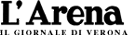 L'Arena
IL GIORNALE DI VERONA